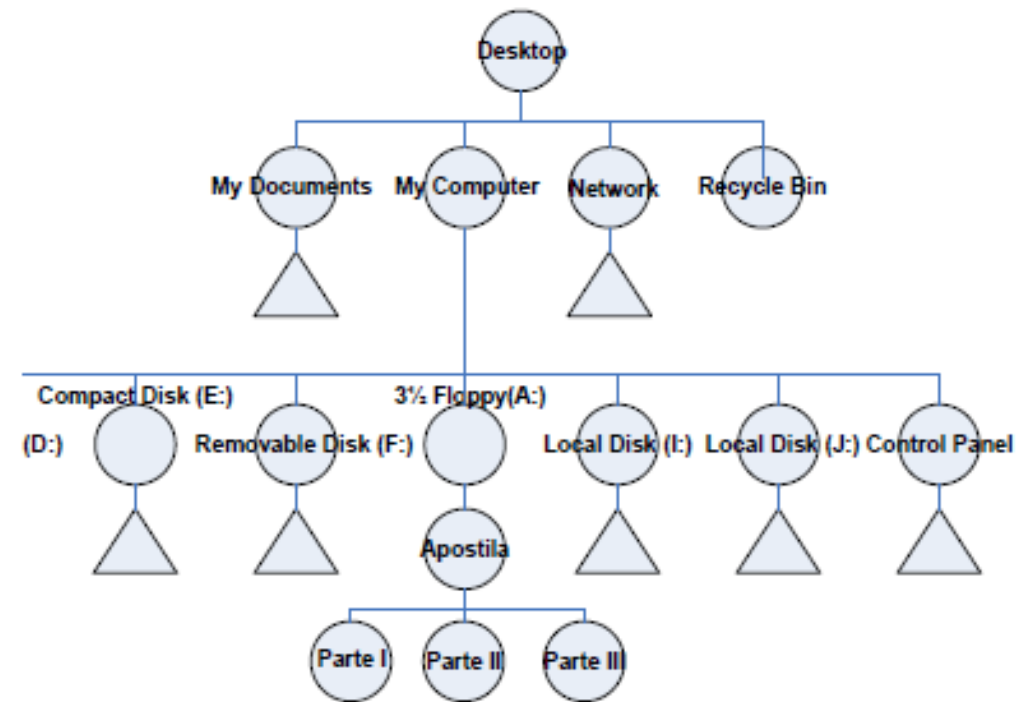 Desktop
My Documents
My Computer
Network
Recycle Bin
Compact Disk (E:)
3½ Floppy(A:)
(D:)
Removable Disk (F:)
Local Disk (I:)
Local Disk (J:)
Control Panel
Apostila
Parte I
Parte II
Parte III